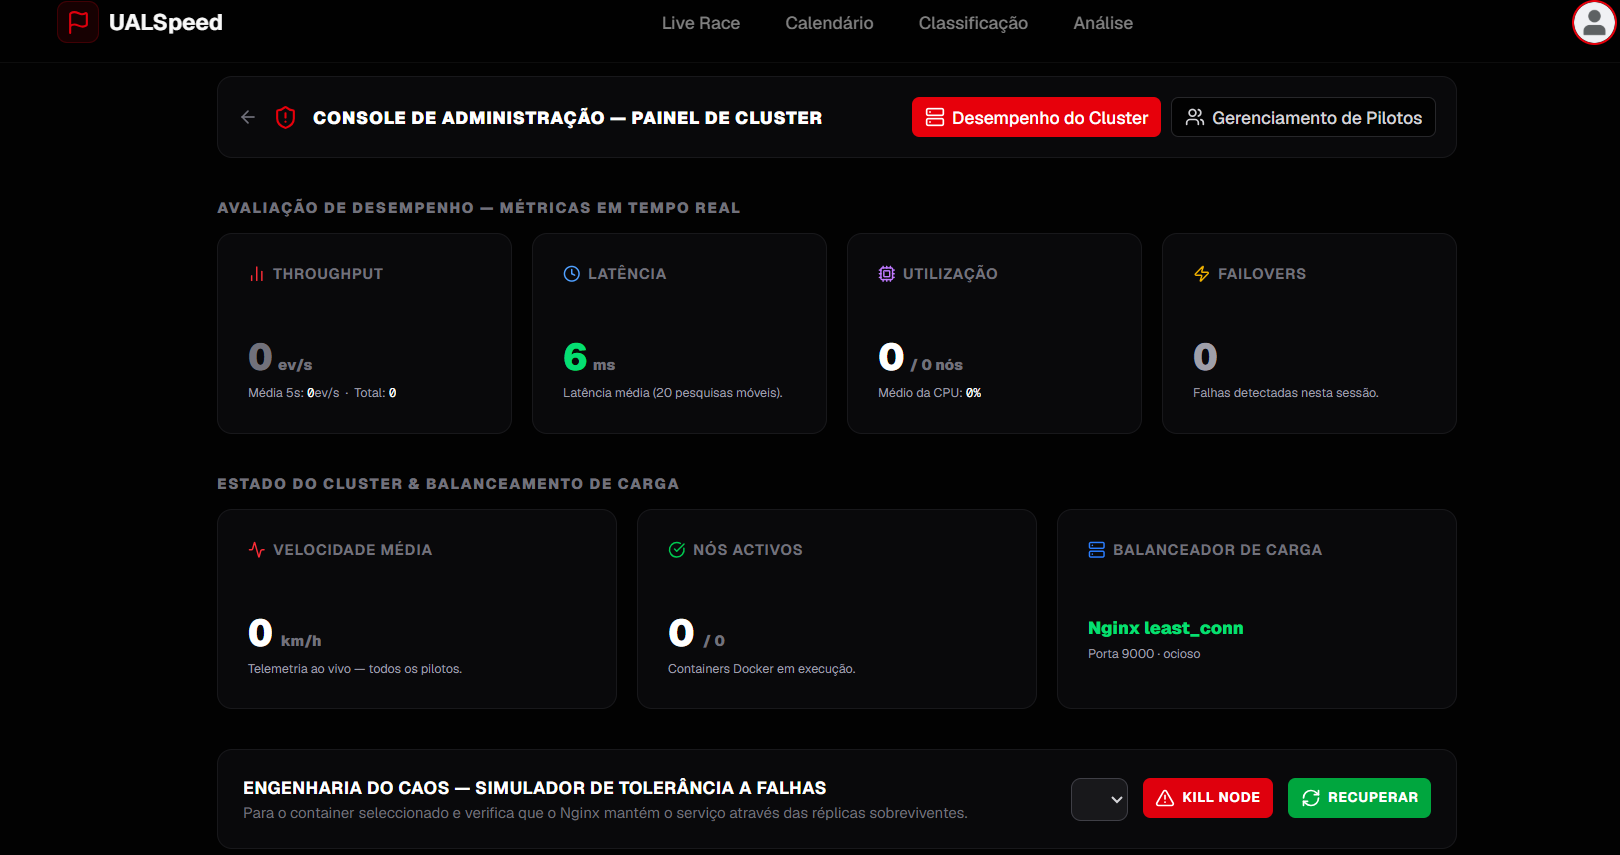 UALSpeed
Live Race
Calendário
Classificação
Análise
CONSOLE DE ADMINISTRAÇÃO — PAINEL DE CLUSTER
Desempenho do Cluster
Gerenciamento de Pilotos
AVALIAÇÃO DE DESEMPENHO — MÉTRICAS EM TEMPO REAL
THROUGHPUT
0 ev/s
Média 5s: 0ev/s · Total: 0
LATÊNCIA
6 ms
Latência média (20 pesquisas móveis).
UTILIZAÇÃO
0 / 0 nós
Médio da CPU: 0%
FAILOVERS
0
Falhas detectadas nesta sessão.
ESTADO DO CLUSTER & BALANCEAMENTO DE CARGA
VELOCIDADE MÉDIA
0 km/h
Telemetria ao vivo — todos os pilotos.
NÓS ACTIVOS
0 / 0
Containers Docker em execução.
BALANCEADOR DE CARGA
Nginx least_conn
Porta 9000 · ocioso
ENGENHARIA DO CAOS — SIMULADOR DE TOLERÂNCIA A FALHAS
Para o container seleccionado e verifica que o Nginx mantém o serviço através das réplicas sobreviventes.
KILL NODE
RECUPERAR